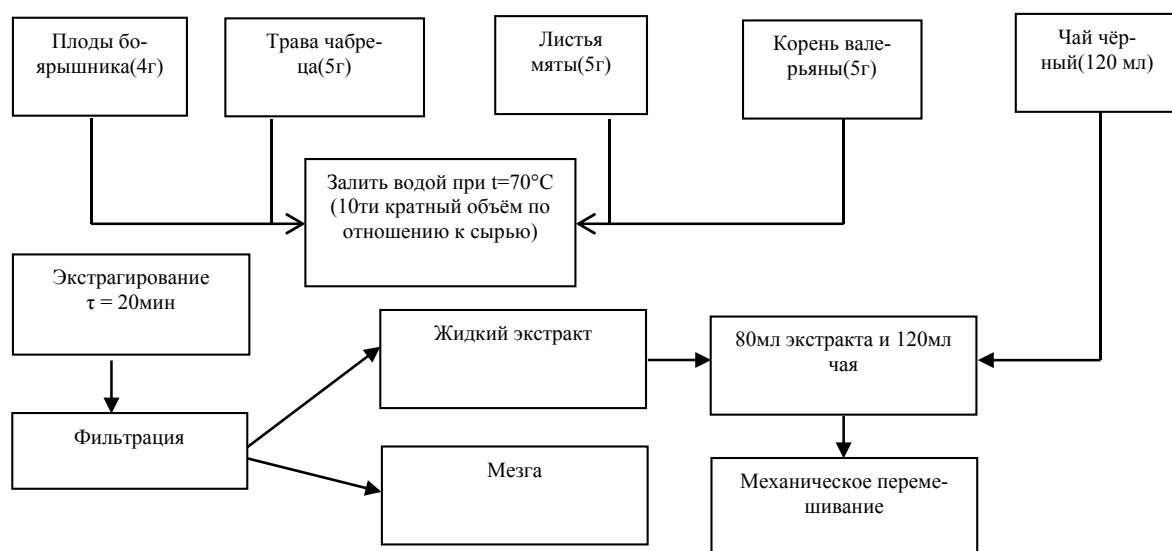 Плоды бо-
ярышника(4г)
Трава чабре-
ца(5г)
Листья
мяты(5г)
Корень вале-
рьяны(5г)
Чай чёр-
ный(120 мл)
Залить водой при t=70°C
(10ти кратный объём по
отношению к сырью)
Экстрагирование
τ = 20мин
Жидкий экстракт
80мл экстракта и 120мл
чая
Фильтрация
Мезга
Механическое переме-
шивание